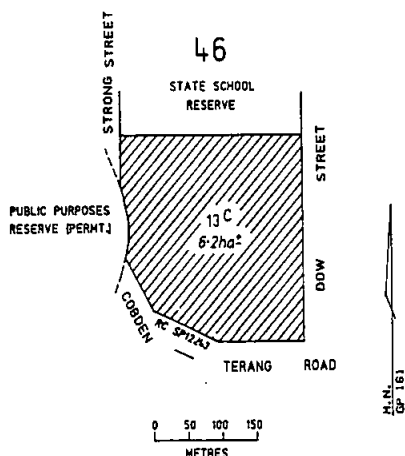 46
STATE SCHOOL
RESERVE
STRONG STREET
STREET
DOW
13C
6·2ha±
PUBLIC PURPOSES
RESERVE (PERMT.)
COBDEN
RC SP12243
TERANG ROAD
0 50 100 150
METRES
M.N.
GP 161